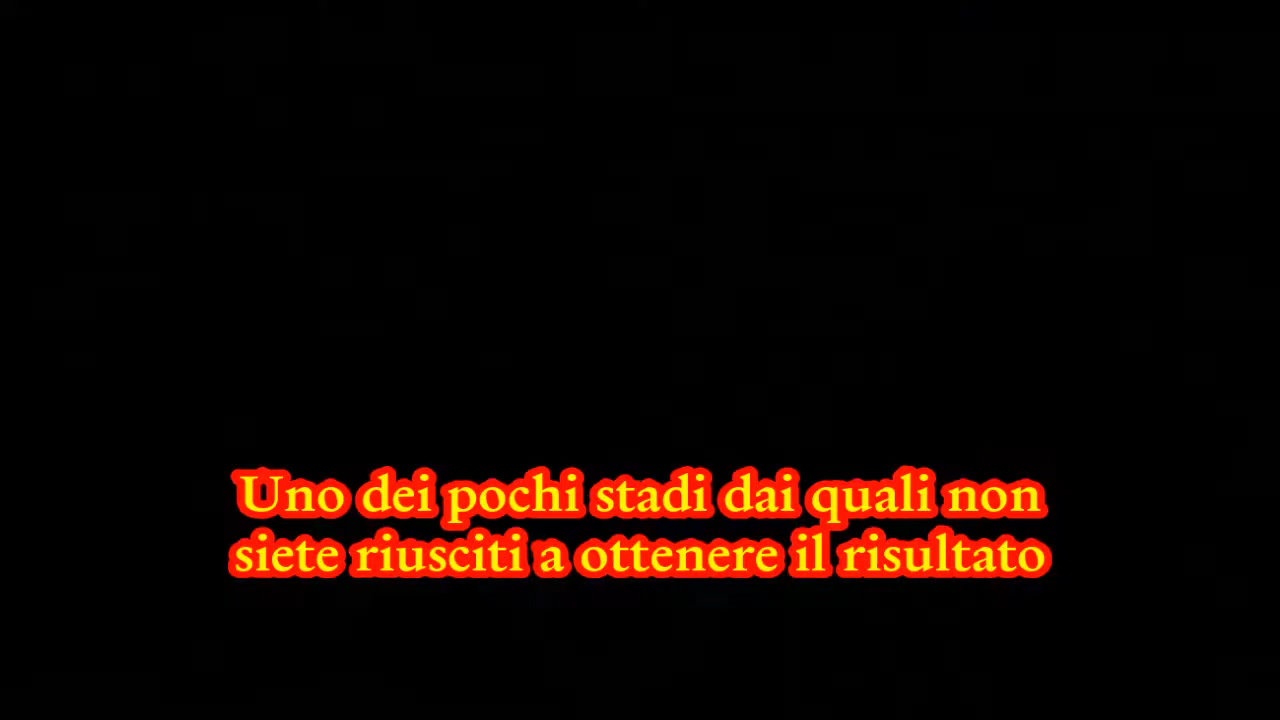 Uno dei pochi stadi dai quali non
siete riusciti a ottenere il risultato